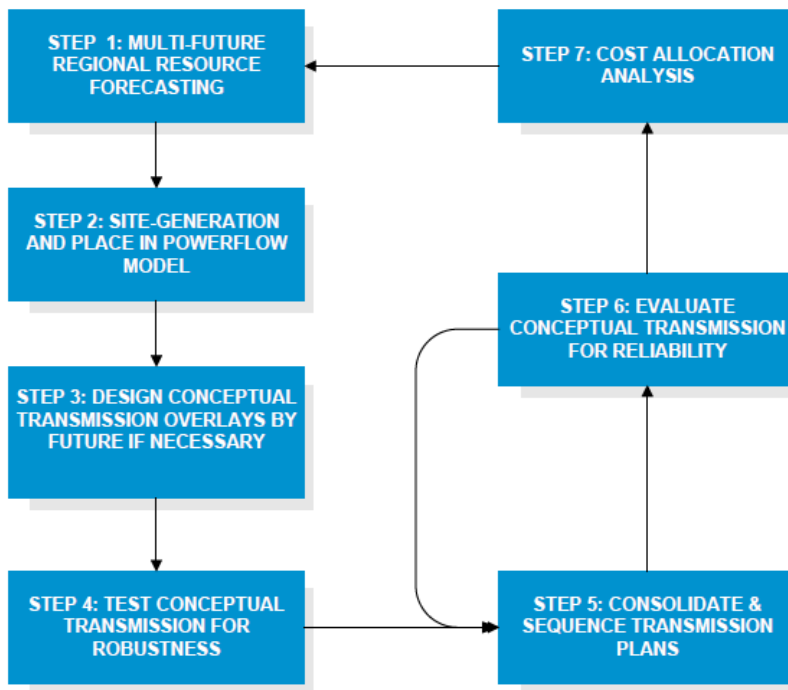 STEP 1: MULTI-FUTURE
REGIONAL RESOURCE
FORECASTING
STEP 2: SITE-GENERATION
AND PLACE IN POWERFLOW
MODEL
STEP 3: DESIGN CONCEPTUAL
TRANSMISSION OVERLAYS BY
FUTURE IF NECESSARY
STEP 4: TEST CONCEPTUAL
TRANSMISSION FOR
ROBUSTNESS
STEP 5: CONSOLIDATE &
SEQUENCE TRANSMISSION
PLANS
STEP 6: EVALUATE
CONCEPTUAL TRANSMISSION
FOR RELIABILITY
STEP 7: COST ALLOCATION
ANALYSIS